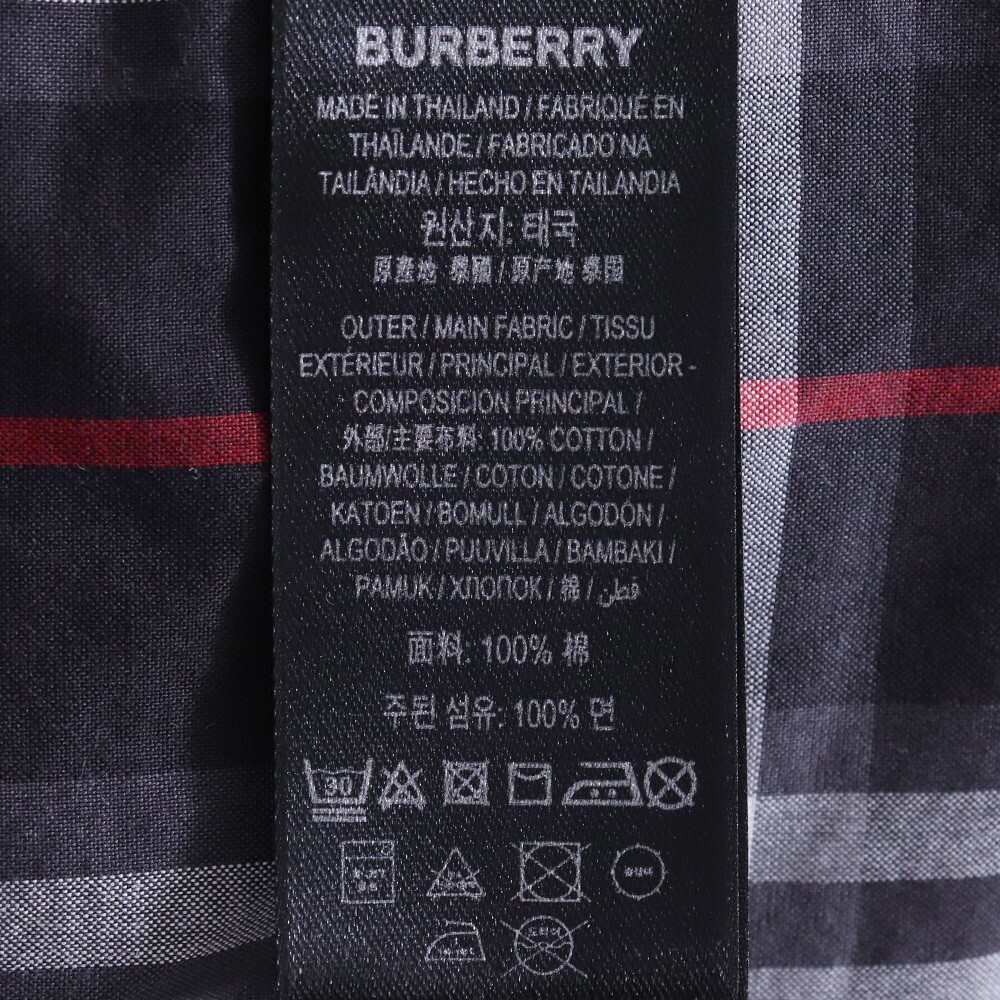 BURBERRY
MADE IN THAILAND / FABRIQUÉ EN
THAÏLANDE / FABRICADO NA
TAILÂNDIA / HECHO EN TAILANDIA
원산지: 태국
原產地 泰國 / 原产地 泰国
OUTER / MAIN FABRIC / TISSU
EXTÉRIEUR / PRINCIPAL / EXTERIOR -
COMPOSICIÓN PRINCIPAL /
外部/主要布料: 100% COTTON /
BAUMWOLLE / COTON / COTONE /
KATOEN / BOMULL / ALGODÓN /
ALGODÃO / PUUVILLA / BAMBAKI /
PAMUK / ХЛОПОК / 綿 / قطن
面料: 100% 棉
주된 섬유: 100% 면
30